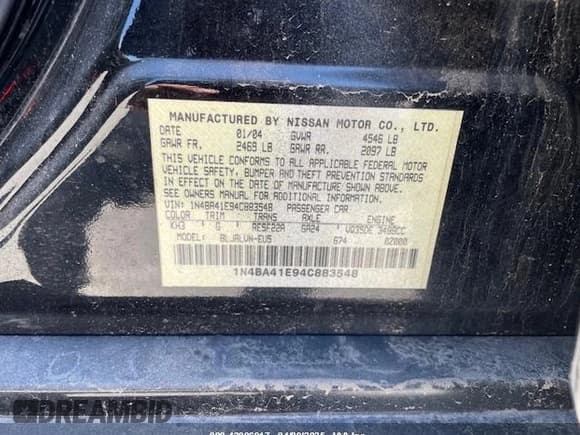 MANUFACTURED BY NISSAN MOTOR CO., LTD.
DATE 01/04 GVWR 4546 LB
GAWR FR. 2469 LB GAWR RR. 2097 LB
THIS VEHICLE CONFORMS TO ALL APPLICABLE FEDERAL MOTOR
VEHICLE SAFETY, BUMPER AND THEFT PREVENTION STANDARDS
IN EFFECT ON THE DATE OF MANUFACTURE SHOWN ABOVE.
SEE OWNERS MANUAL FOR ADDITIONAL INFORMATION.
VIN: 1N4BA41E94C883548 PASSENGER CAR
COLOR TRIM TRANS AXLE ENGINE
KH3 G RE5F22A GA24 VQ35DE 3498CC
MODEL: BLJALVN-EU5 674 02000
1N4BA41E94C883548
DREAMBID